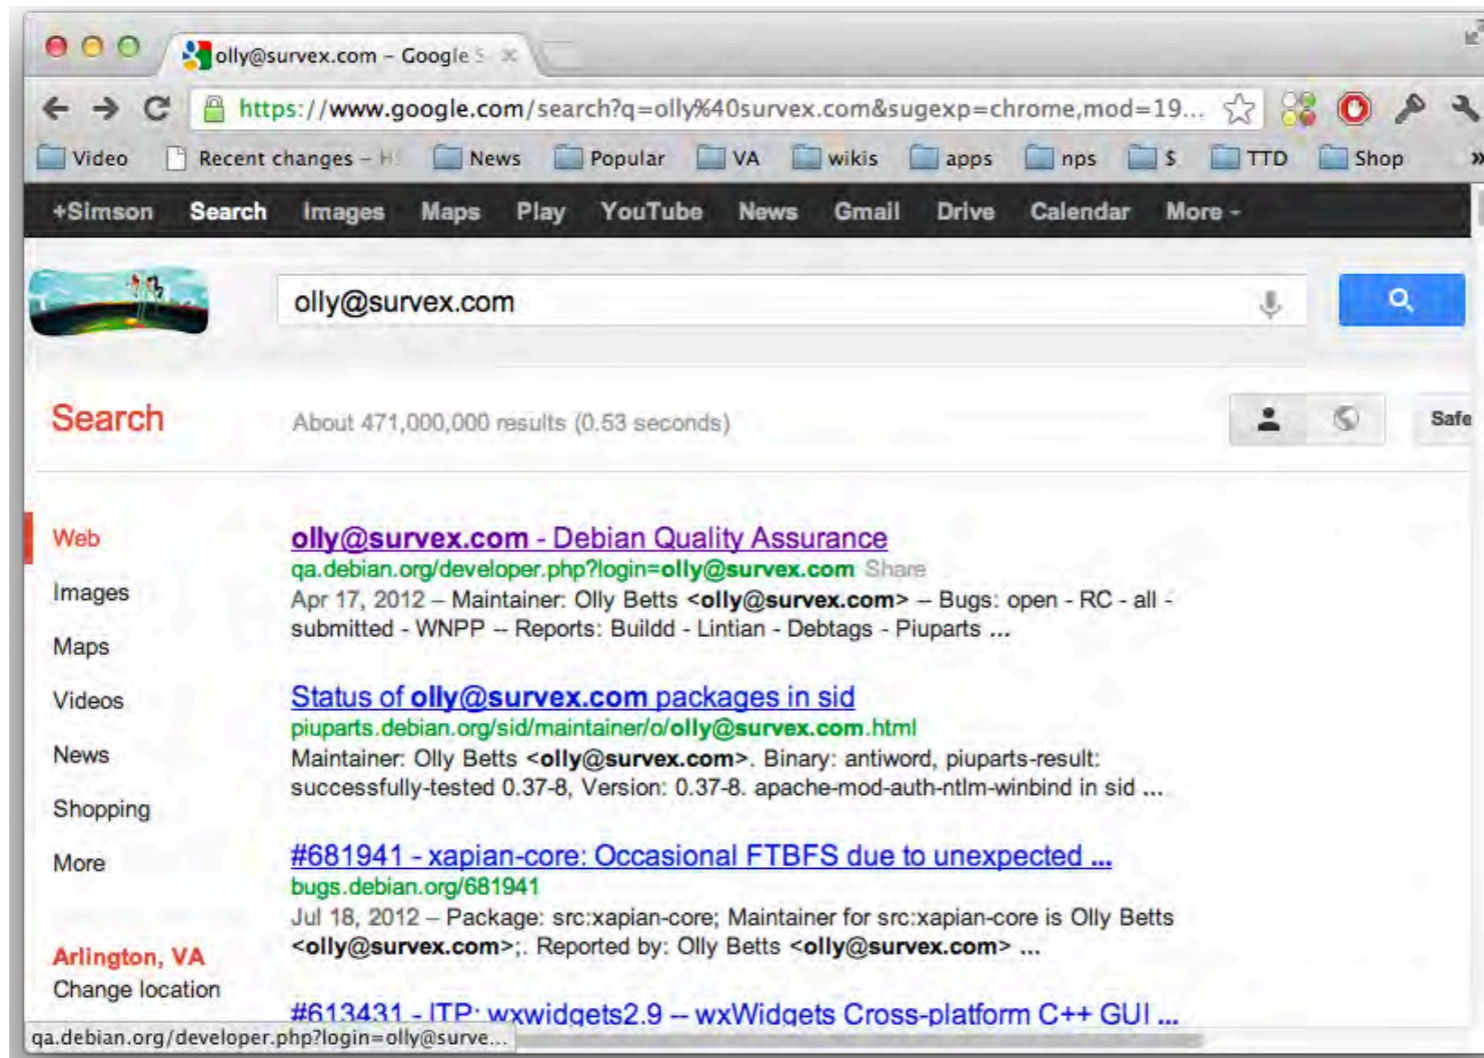 olly@survex.com – Google S
https://www.google.com/search?q=olly%40survex.com&sugexp=chrome,mod=19...
Video Recent changes – H News Popular VA wikis apps nps $ TTD Shop »
+Simson Search Images Maps Play YouTube News Gmail Drive Calendar More
olly@survex.com
Search About 471,000,000 results (0.53 seconds) Safe
Web
Images
Maps
Videos
News
Shopping
More
Arlington, VA
Change location
olly@survex.com - Debian Quality Assurance
qa.debian.org/developer.php?login=olly@survex.com Share
Apr 17, 2012 – Maintainer: Olly Betts <olly@survex.com> -- Bugs: open - RC - all -
submitted - WNPP -- Reports: Buildd - Lintian - Debtags - Piuparts ...
Status of olly@survex.com packages in sid
piuparts.debian.org/sid/maintainer/o/olly@survex.com.html
Maintainer: Olly Betts <olly@survex.com>. Binary: antiword, piuparts-result:
successfully-tested 0.37-8, Version: 0.37-8. apache-mod-auth-ntlm-winbind in sid ...
#681941 - xapian-core: Occasional FTBFS due to unexpected ...
bugs.debian.org/681941
Jul 18, 2012 – Package: src:xapian-core; Maintainer for src:xapian-core is Olly Betts
<olly@survex.com>;. Reported by: Olly Betts <olly@survex.com> ...
#613431 - ITP: wxwidgets2.9 -- wxWidgets Cross-platform C++ GUI ...
qa.debian.org/developer.php?login=olly@surve...